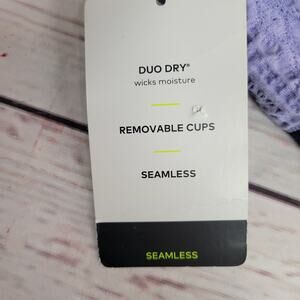 DUO DRY®
wicks moisture
REMOVABLE CUPS
SEAMLESS
SEAMLESS